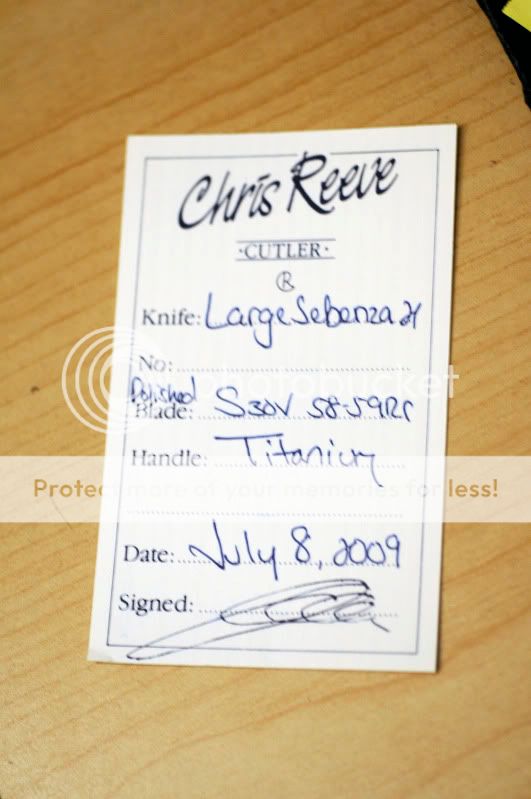 Chris Reeve
·CUTLER·
R
Knife: Large Sebenza 21
No:
Polished
Blade: S30V 58-59RC
Handle: Titanium
Date: July 8, 2009
Signed:
photobucket
Protect more of your memories for less!